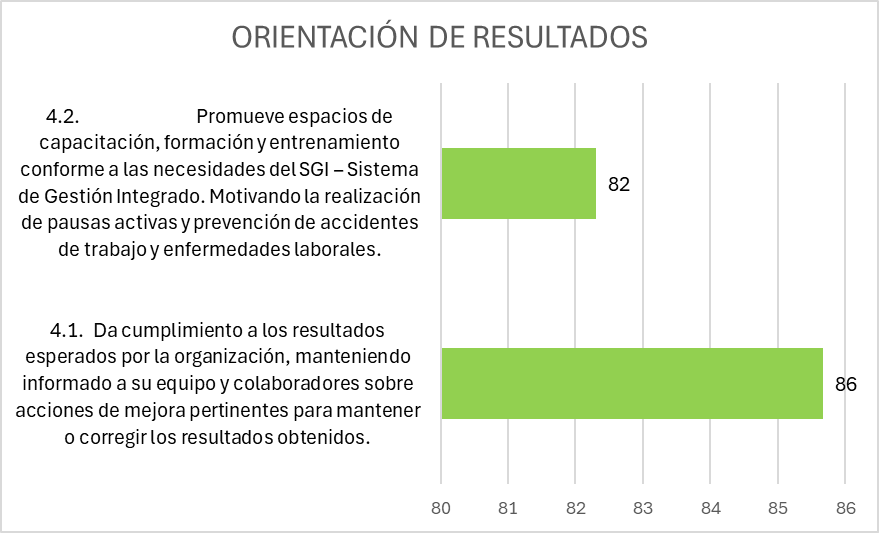 ORIENTACIÓN DE RESULTADOS
4.2. Promueve espacios de
capacitación, formación y entrenamiento
conforme a las necesidades del SGI – Sistema
de Gestión Integrado. Motivando la realización
de pausas activas y prevención de accidentes
de trabajo y enfermedades laborales.
82
4.1. Da cumplimiento a los resultados
esperados por la organización, manteniendo
informado a su equipo y colaboradores sobre
acciones de mejora pertinentes para mantener
o corregir los resultados obtenidos.
86
80 81 82 83 84 85 86